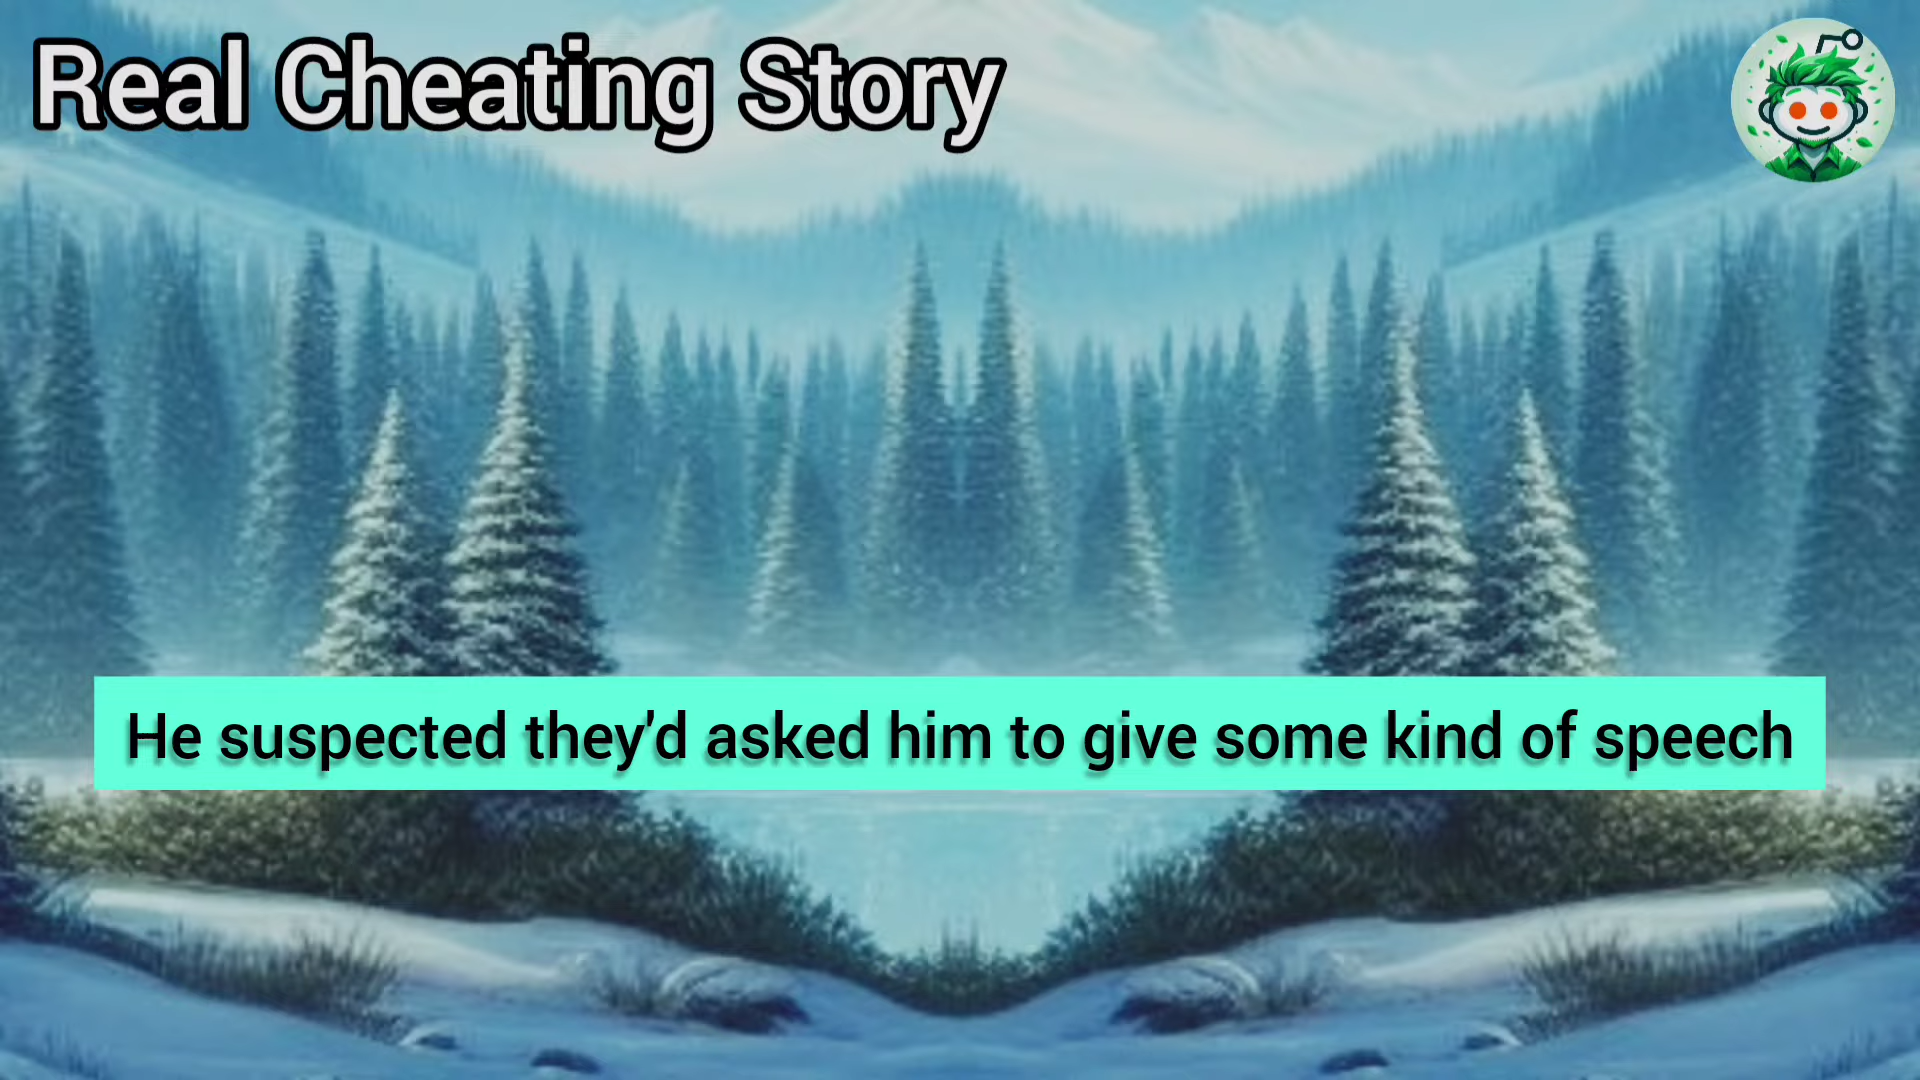 Real Cheating Story
He suspected they'd asked him to give some kind of speech